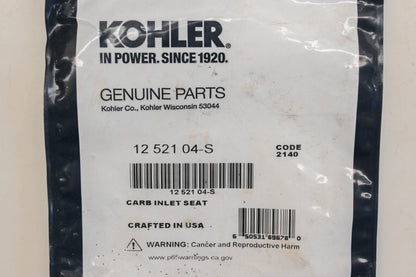 KOHLER®
IN POWER. SINCE 1920.
GENUINE PARTS
Kohler Co., Kohler Wisconsin 53044
12 521 04-S
CODE
2140
12 521 04-S
CARB INLET SEAT
CRAFTED IN USA
WARNING: Cancer and Reproductive Harm
www.p65warnings.ca.gov